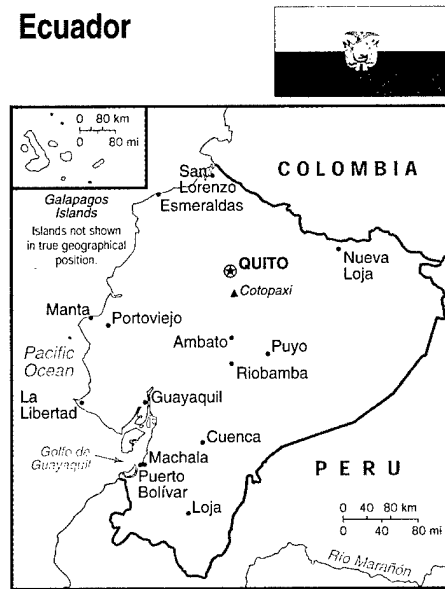 Ecuador
0 80 km
0 80 mi
Galapagos
Islands
Islands not shown
in true geographical
position.
San
Lorenzo
Esmeraldas
COLOMBIA
QUITO
Nueva
Loja
Cotopaxi
Manta
Portoviejo
Pacific
Ocean
Ambato
Puyo
Riobamba
La
Libertad
Guayaquil
Cuenca
Golfo de
Guayaquil
Machala
Puerto
Bolívar
PERU
Loja
0 40 80 km
0 40 80 mi
Río Marañón